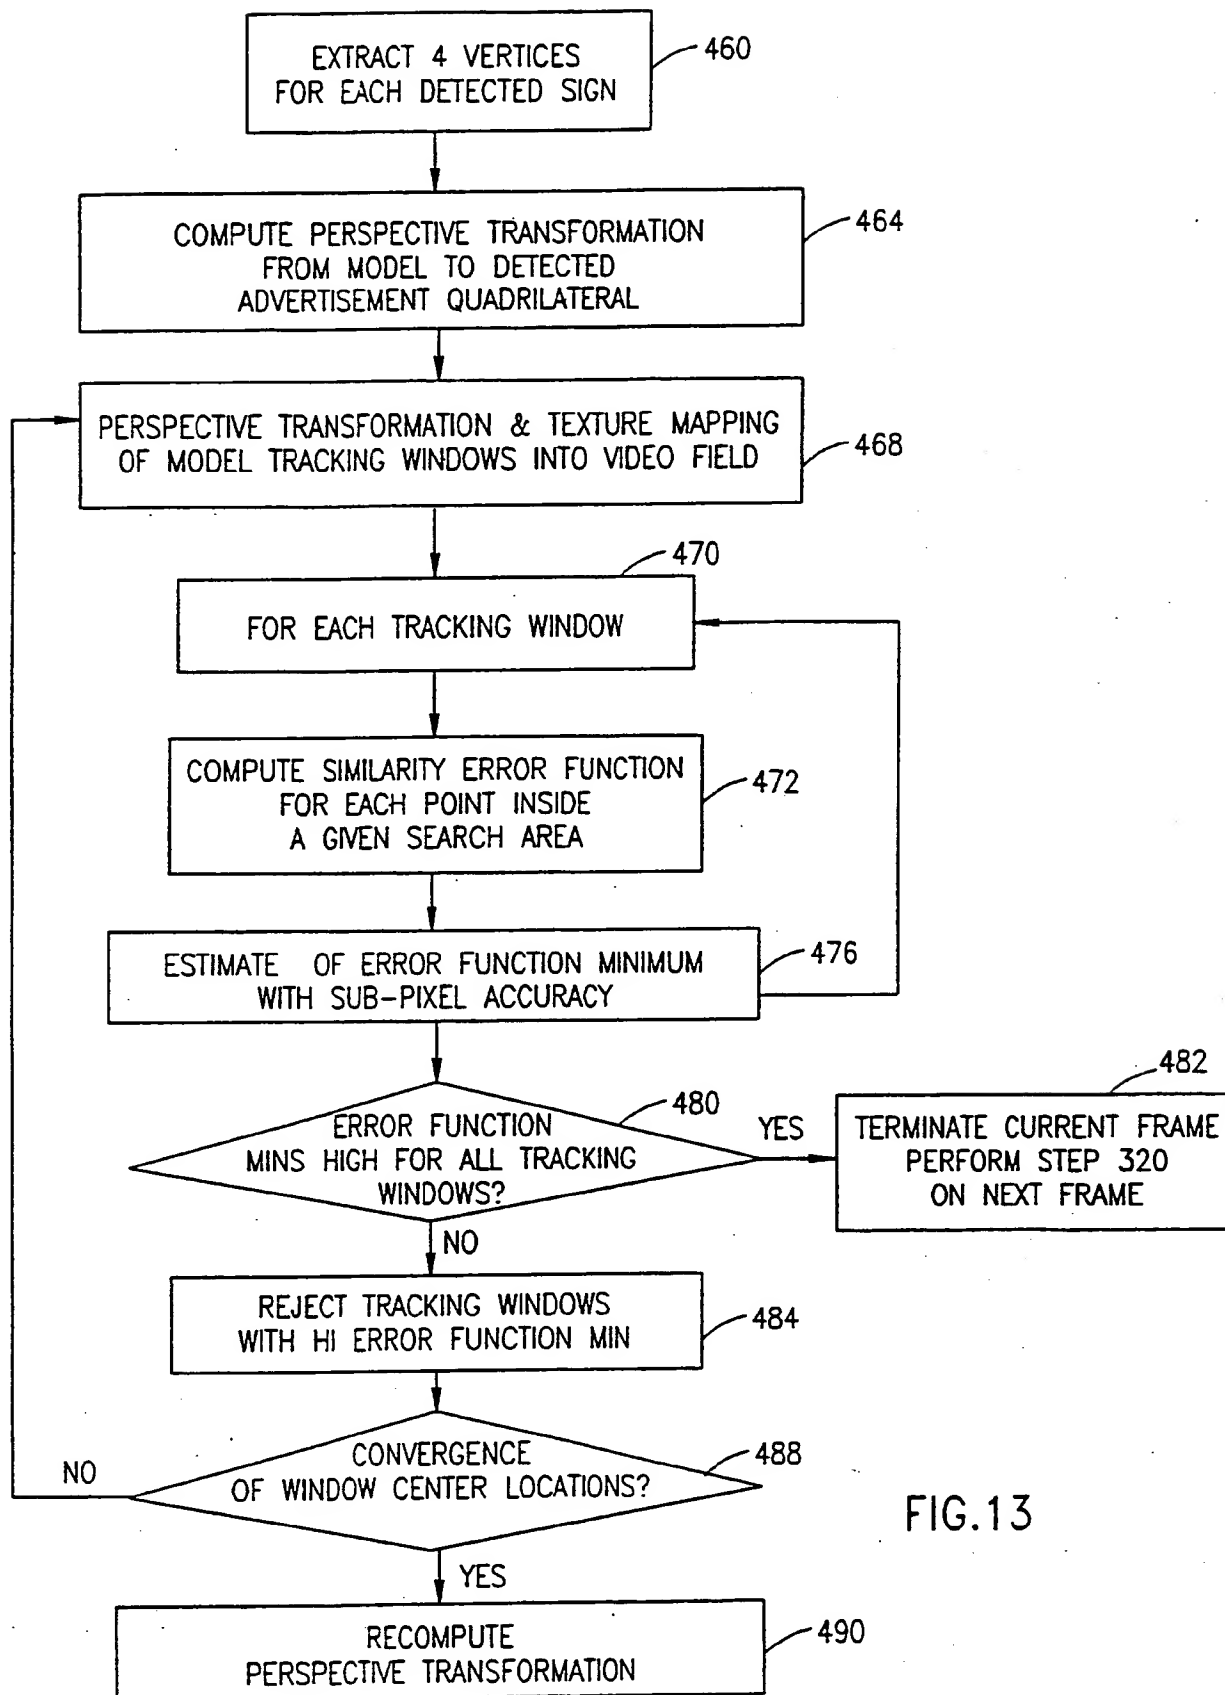 EXTRACT 4 VERTICES
FOR EACH DETECTED SIGN
460
COMPUTE PERSPECTIVE TRANSFORMATION
FROM MODEL TO DETECTED
ADVERTISEMENT QUADRILATERAL
464
PERSPECTIVE TRANSFORMATION & TEXTURE MAPPING
OF MODEL TRACKING WINDOWS INTO VIDEO FIELD
468
470
FOR EACH TRACKING WINDOW
COMPUTE SIMILARITY ERROR FUNCTION
FOR EACH POINT INSIDE
A GIVEN SEARCH AREA
472
ESTIMATE OF ERROR FUNCTION MINIMUM
WITH SUB-PIXEL ACCURACY
476
ERROR FUNCTION
MINS HIGH FOR ALL TRACKING
WINDOWS?
480
YES
482
TERMINATE CURRENT FRAME
PERFORM STEP 320
ON NEXT FRAME
NO
REJECT TRACKING WINDOWS
WITH HI ERROR FUNCTION MIN
484
CONVERGENCE
OF WINDOW CENTER LOCATIONS?
488
NO
YES
RECOMPUTE
PERSPECTIVE TRANSFORMATION
490
FIG.13